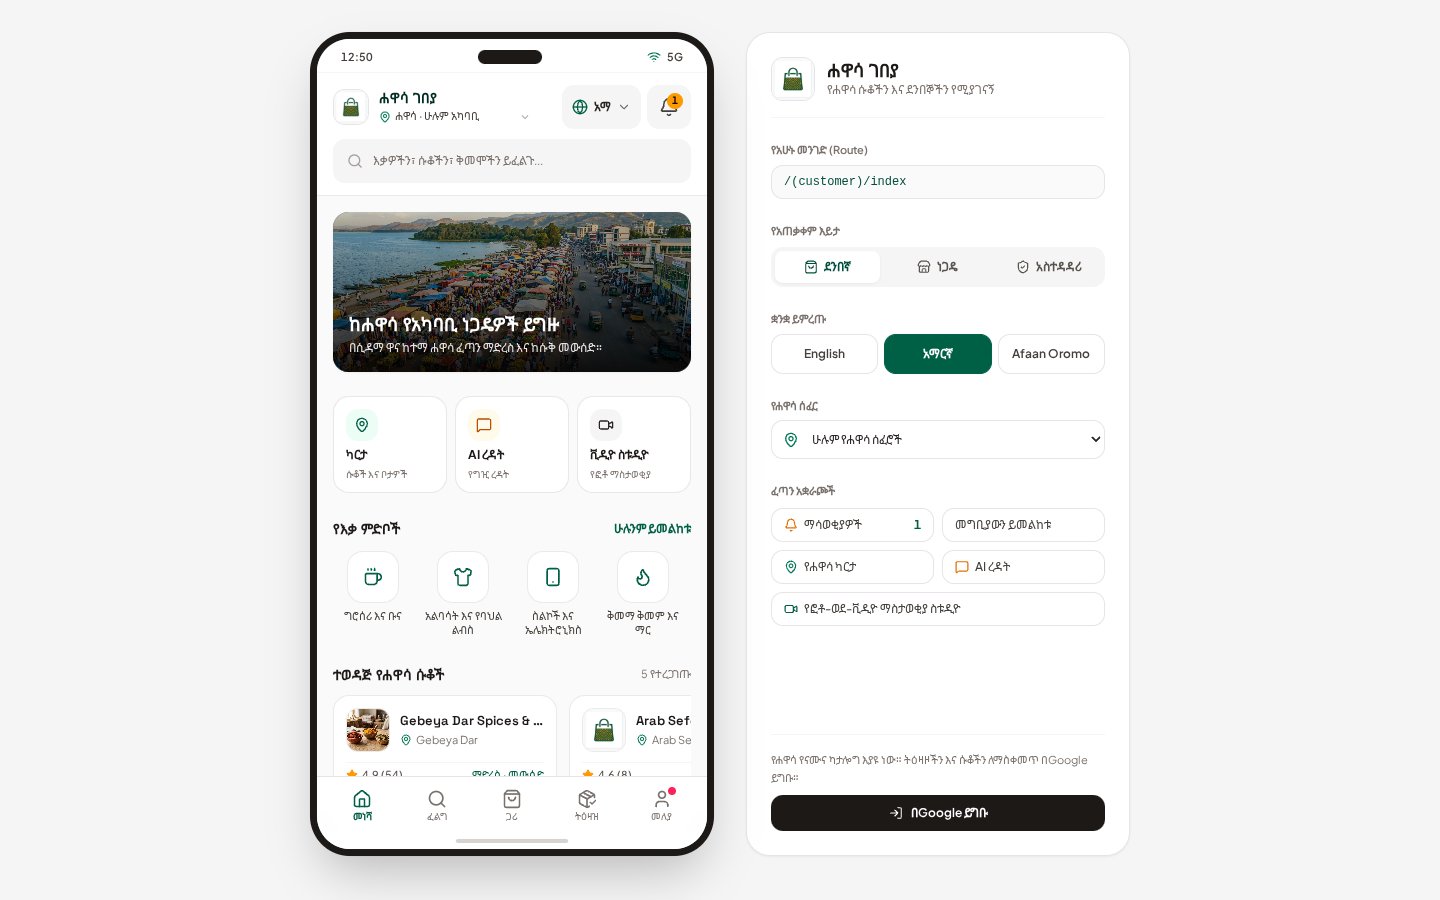 12:50
5G
ሐዋሳ ገበያ
ሐዋሳ · ሁሉም አካባቢ
አማ
1
እቃዎችን፣ ሱቆችን፣ ቅመሞችን ይፈልጉ...
ከሐዋሳ የአካባቢ ነጋዴዎች ይግዙ
በሲዳማ ዋና ከተማ ሐዋሳ ፈጣን ማድረስ እና ከሱቅ መውሰድ።
ካርታ
ሱቆች እና ቦታዎች
AI ረዳት
የግዢ ረዳት
ቪዲዮ ስቱዲዮ
የፎቶ ማስታወቂያ
የእቃ ምድቦች
ሁሉንም ይመልከቱ
ግሮሰሪ እና ቡና
አልባሳት እና የባህል
ልብስ
ስልኮች እና
ኤሌክትሮኒክስ
ቅመማ ቅመም እና
ማር
ተወዳጅ የሐዋሳ ሱቆች
5 የተረጋገጡ
Gebeya Dar Spices & ...
Gebeya Dar
4.9 (54)
ማድረስ · መውሰድ
Arab Sef
Arab Se
4.6 (8)
መነሻ
ፈልግ
ጋሪ
ትዕዛዝ
መለያ
ሐዋሳ ገበያ
የሐዋሳ ሱቆችን እና ደንበኞችን የሚያገናኝ
የአሁኑ መንገድ (Route)
/(customer)/index
የአጠቃቀም እይታ
ደንበኛ
ነጋዴ
አስተዳዳሪ
ቋንቋ ይምረጡ
English
አማርኛ
Afaan Oromo
የሐዋሳ ሰፈር
ሁሉም የሐዋሳ ሰፈሮች
ፈጣን አቋራጮች
ማሳወቂያዎች
1
መግቢያውን ይመልከቱ
የሐዋሳ ካርታ
AI ረዳት
የፎቶ-ወደ-ቪዲዮ ማስታወቂያ ስቱዲዮ
የሐዋሳ የናሙና ካታሎግ እያዩ ነው። ትዕዛዞችን እና ሱቆችን ለማስቀመጥ በGoogle
ይግቡ።
በGoogle ይግቡ